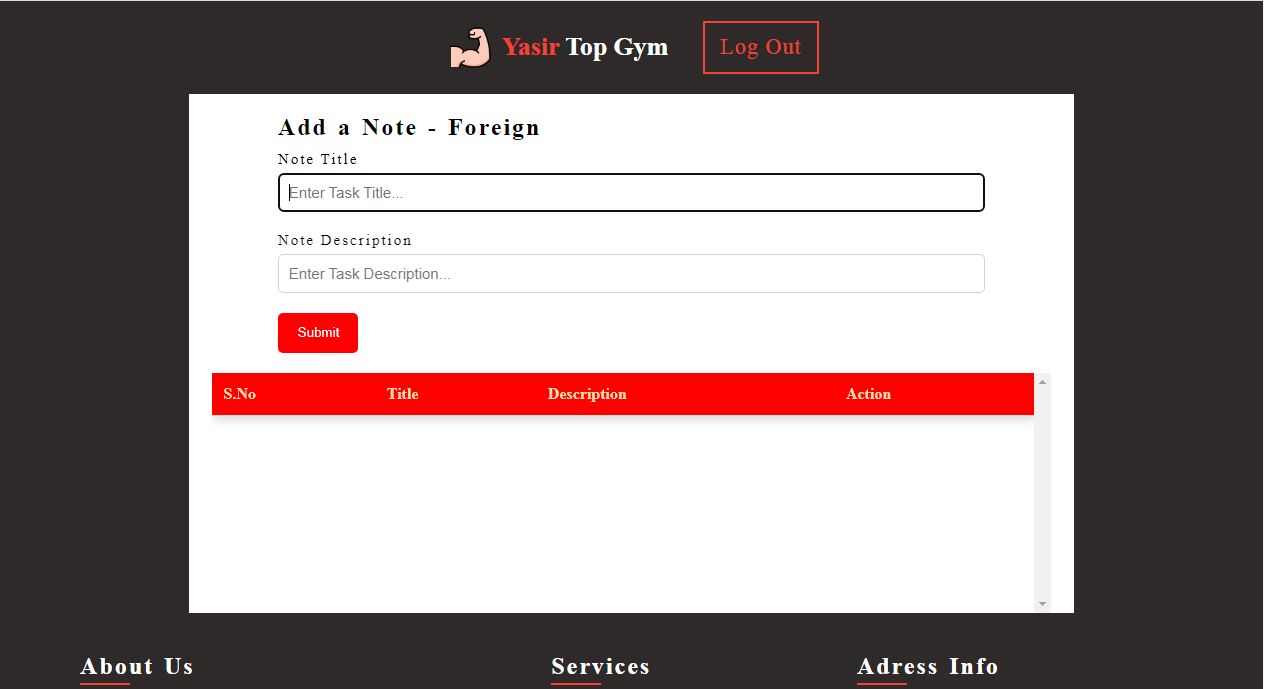 Yasir Top Gym Log Out
Add a Note - Foreign
Note Title
Enter Task Title...
Note Description
Enter Task Description...
Submit
S.No Title Description Action
About Us Services Adress Info